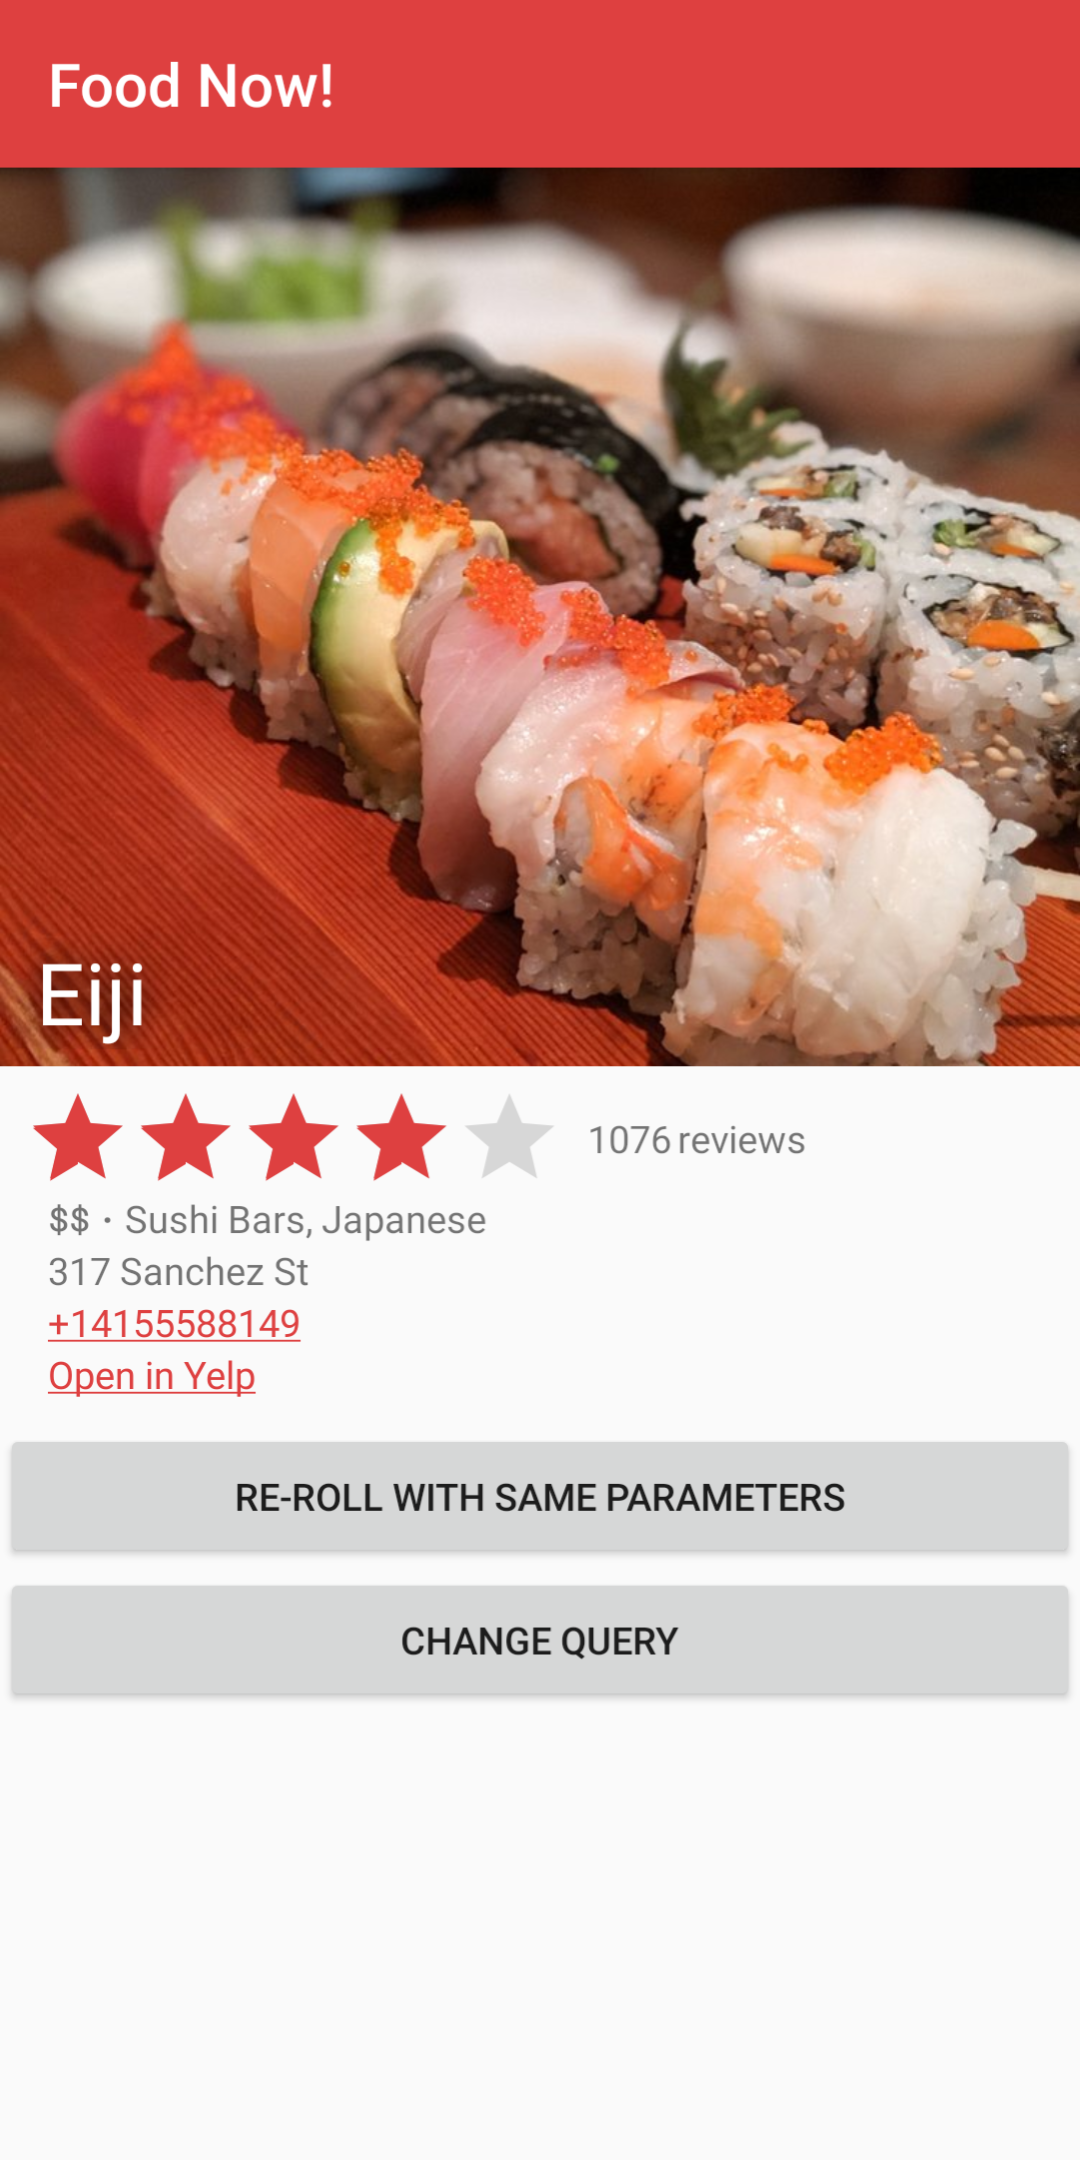 Food Now!
Eiji
1076 reviews
$$ · Sushi Bars, Japanese
317 Sanchez St
+14155588149
Open in Yelp
RE-ROLL WITH SAME PARAMETERS
CHANGE QUERY